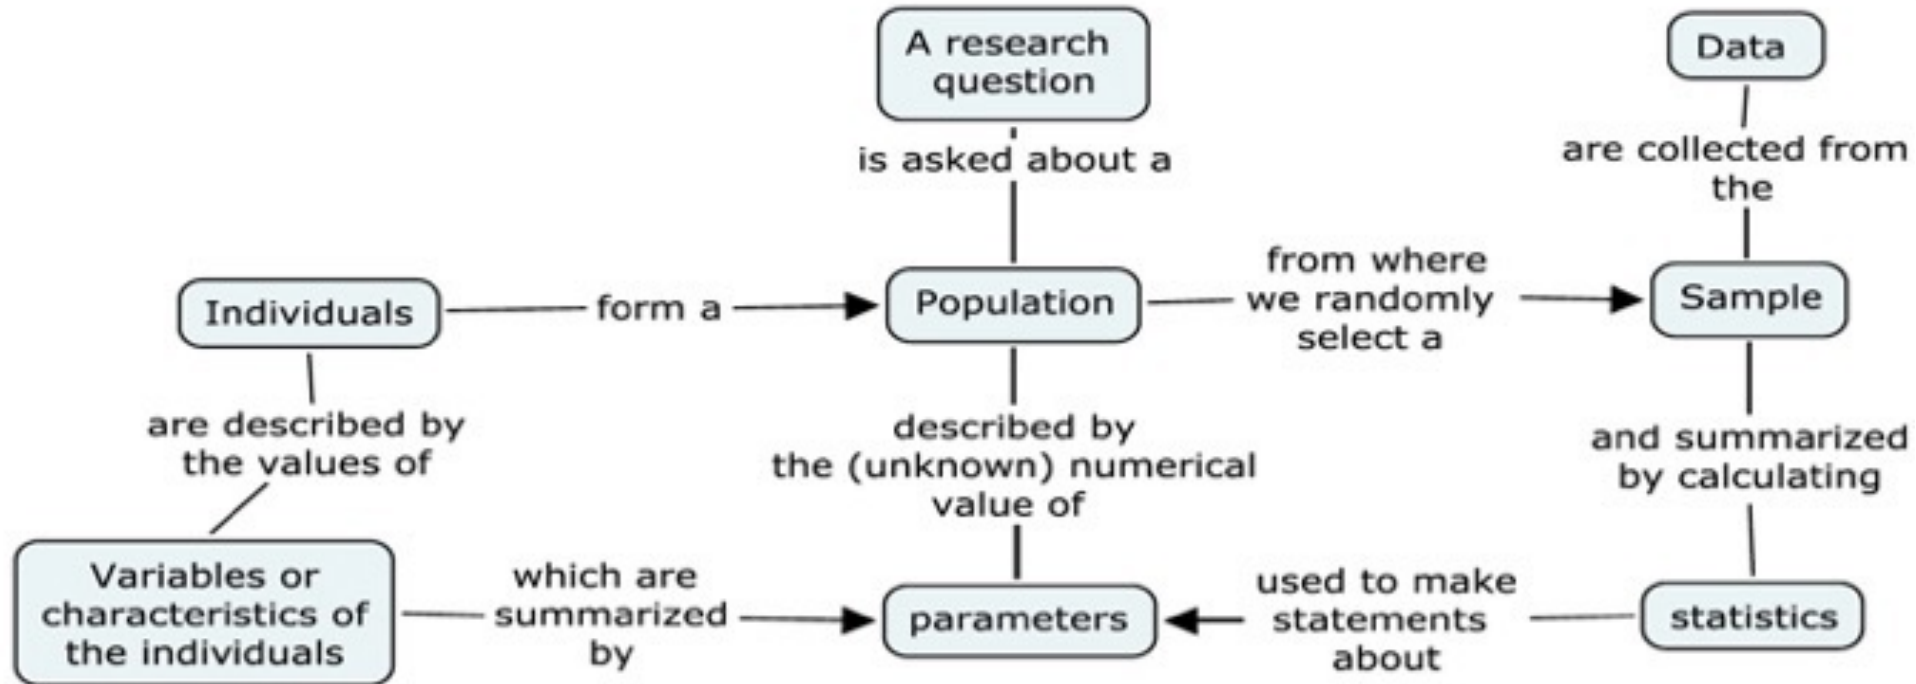 A research
question
Data
is asked about a
are collected from
the
Individuals
form a
Population
from where
we randomly
select a
Sample
are described by
the values of
described by
the (unknown) numerical
value of
and summarized
by calculating
Variables or
characteristics of
the individuals
which are
summarized
by
parameters
used to make
statements
about
statistics